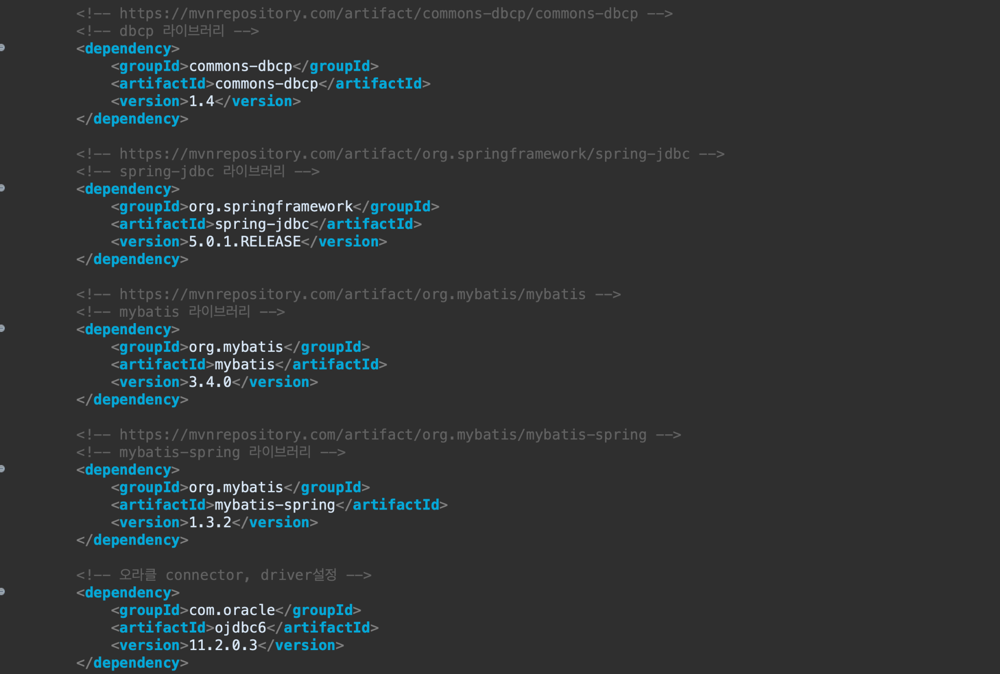 <!-- https://mvnrepository.com/artifact/commons-dbcp/commons-dbcp -->
<!-- dbcp 라이브러리 -->
<dependency>
<groupId>commons-dbcp</groupId>
<artifactId>commons-dbcp</artifactId>
<version>1.4</version>
</dependency>
<!-- https://mvnrepository.com/artifact/org.springframework/spring-jdbc -->
<!-- spring-jdbc 라이브러리 -->
<dependency>
<groupId>org.springframework</groupId>
<artifactId>spring-jdbc</artifactId>
<version>5.0.1.RELEASE</version>
</dependency>
<!-- https://mvnrepository.com/artifact/org.mybatis/mybatis -->
<!-- mybatis 라이브러리 -->
<dependency>
<groupId>org.mybatis</groupId>
<artifactId>mybatis</artifactId>
<version>3.4.0</version>
</dependency>
<!-- https://mvnrepository.com/artifact/org.mybatis/mybatis-spring -->
<!-- mybatis-spring 라이브러리 -->
<dependency>
<groupId>org.mybatis</groupId>
<artifactId>mybatis-spring</artifactId>
<version>1.3.2</version>
</dependency>
<!-- 오라클 connector, driver설정 -->
<dependency>
<groupId>com.oracle</groupId>
<artifactId>ojdbc6</artifactId>
<version>11.2.0.3</version>
</dependency>